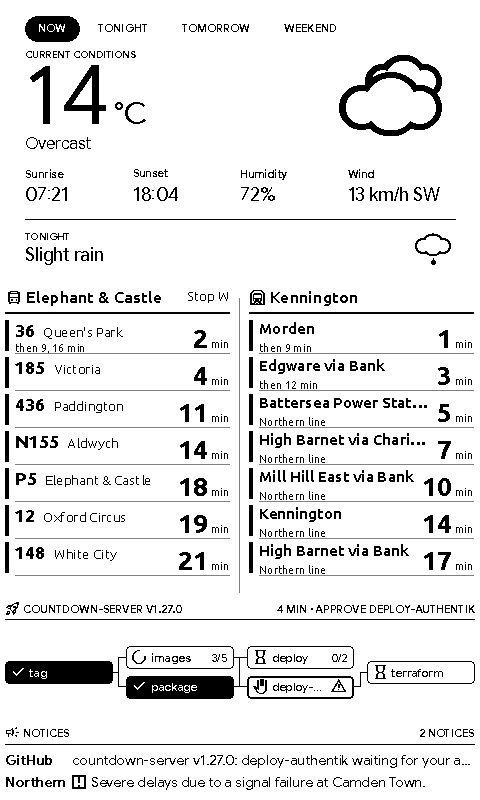 NOW TONIGHT TOMORROW WEEKEND
CURRENT CONDITIONS
14 °C
Overcast
Sunrise Sunset Humidity Wind
07:21 18:04 72% 13 km/h SW
TONIGHT
Slight rain
Elephant & Castle Stop W
36 Queen's Park 2 min
then 9, 16 min
185 Victoria 4 min
436 Paddington 11 min
N155 Aldwych 14 min
P5 Elephant & Castle 18 min
12 Oxford Circus 19 min
148 White City 21 min
Kennington
Morden 1 min
then 9 min
Edgware via Bank 3 min
then 12 min
Battersea Power Stat... 5 min
Northern line
High Barnet via Chari... 7 min
Northern line
Mill Hill East via Bank 10 min
Northern line
Kennington 14 min
Northern line
High Barnet via Bank 17 min
Northern line
COUNTDOWN-SERVER V1.27.0 4 MIN · APPROVE DEPLOY-AUTHENTIK
images 3/5 deploy 0/2
tag terraform
package deploy-...
NOTICES 2 NOTICES
GitHub countdown-server v1.27.0: deploy-authentik waiting for your a...
Northern ! Severe delays due to a signal failure at Camden Town.